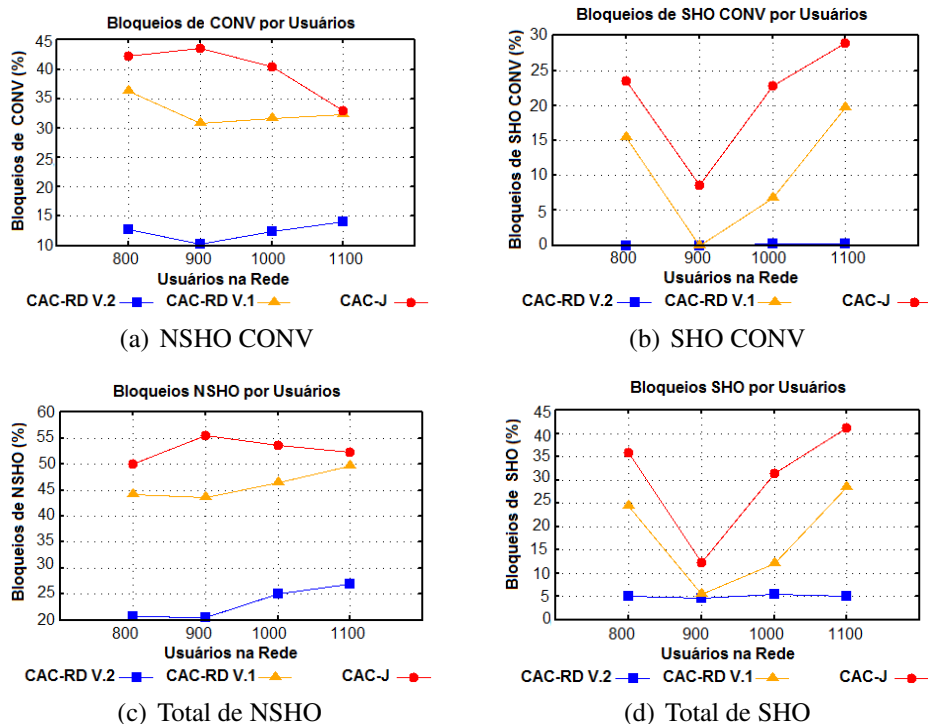 Bloqueios de CONV por Usuários
Bloqueios de CONV (%)
45
40
35
30
25
20
15
10
800 900 1000 1100
Usuários na Rede
CAC-RD V.2 CAC-RD V.1 CAC-J
(a) NSHO CONV
Bloqueios de SHO CONV por Usuários
Bloqueios de SHO CONV (%)
30
25
20
15
10
5
0
800 900 1000 1100
Usuários na Rede
CAC-RD V.2 CAC-RD V.1 CAC-J
(b) SHO CONV
Bloqueios NSHO por Usuários
Bloqueios de NSHO (%)
60
55
50
45
40
35
30
25
20
800 900 1000 1100
Usuários na Rede
CAC-RD V.2 CAC-RD V.1 CAC-J
(c) Total de NSHO
Bloqueios SHO por Usuários
Bloqueios de SHO (%)
45
40
35
30
25
20
15
10
5
0
800 900 1000 1100
Usuários na Rede
CAC-RD V.2 CAC-RD V.1 CAC-J
(d) Total de SHO